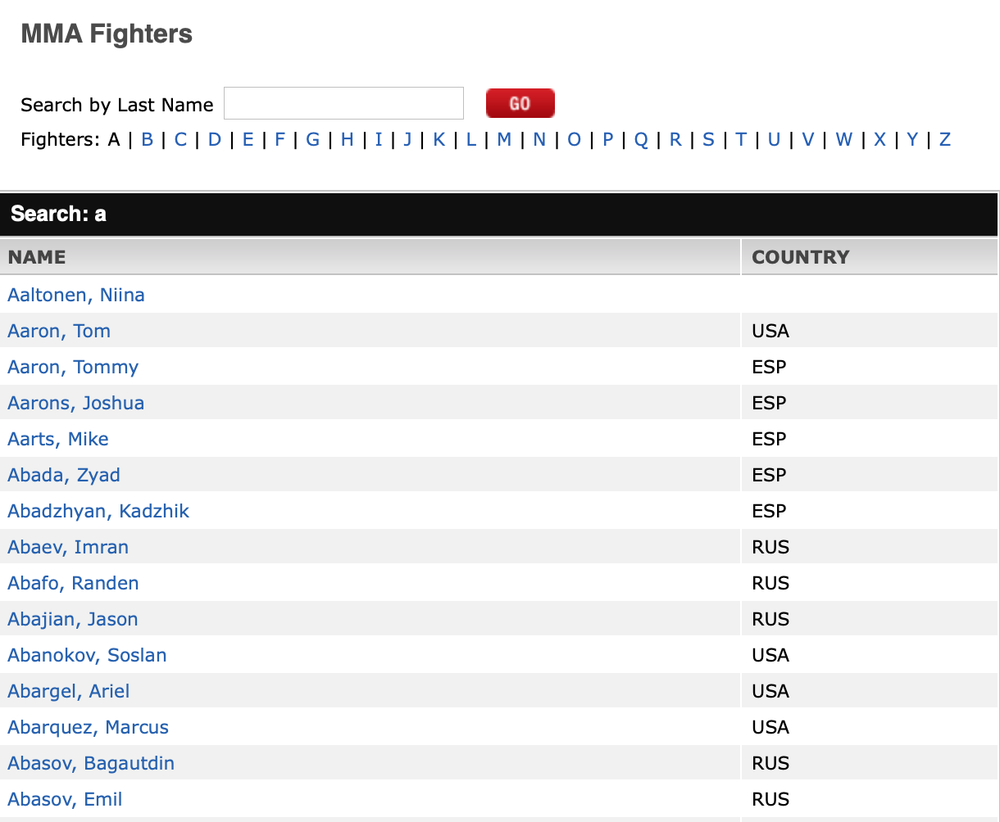 MMA Fighters
Search by Last Name GO
Fighters: A | B | C | D | E | F | G | H | I | J | K | L | M | N | O | P | Q | R | S | T | U | V | W | X | Y | Z
Search: a
NAME COUNTRY
Aaltonen, Niina
Aaron, Tom USA
Aaron, Tommy ESP
Aarons, Joshua ESP
Aarts, Mike ESP
Abada, Zyad ESP
Abadzhyan, Kadzhik ESP
Abaev, Imran RUS
Abafo, Randen RUS
Abajian, Jason RUS
Abanokov, Soslan USA
Abargel, Ariel USA
Abarquez, Marcus USA
Abasov, Bagautdin RUS
Abasov, Emil RUS